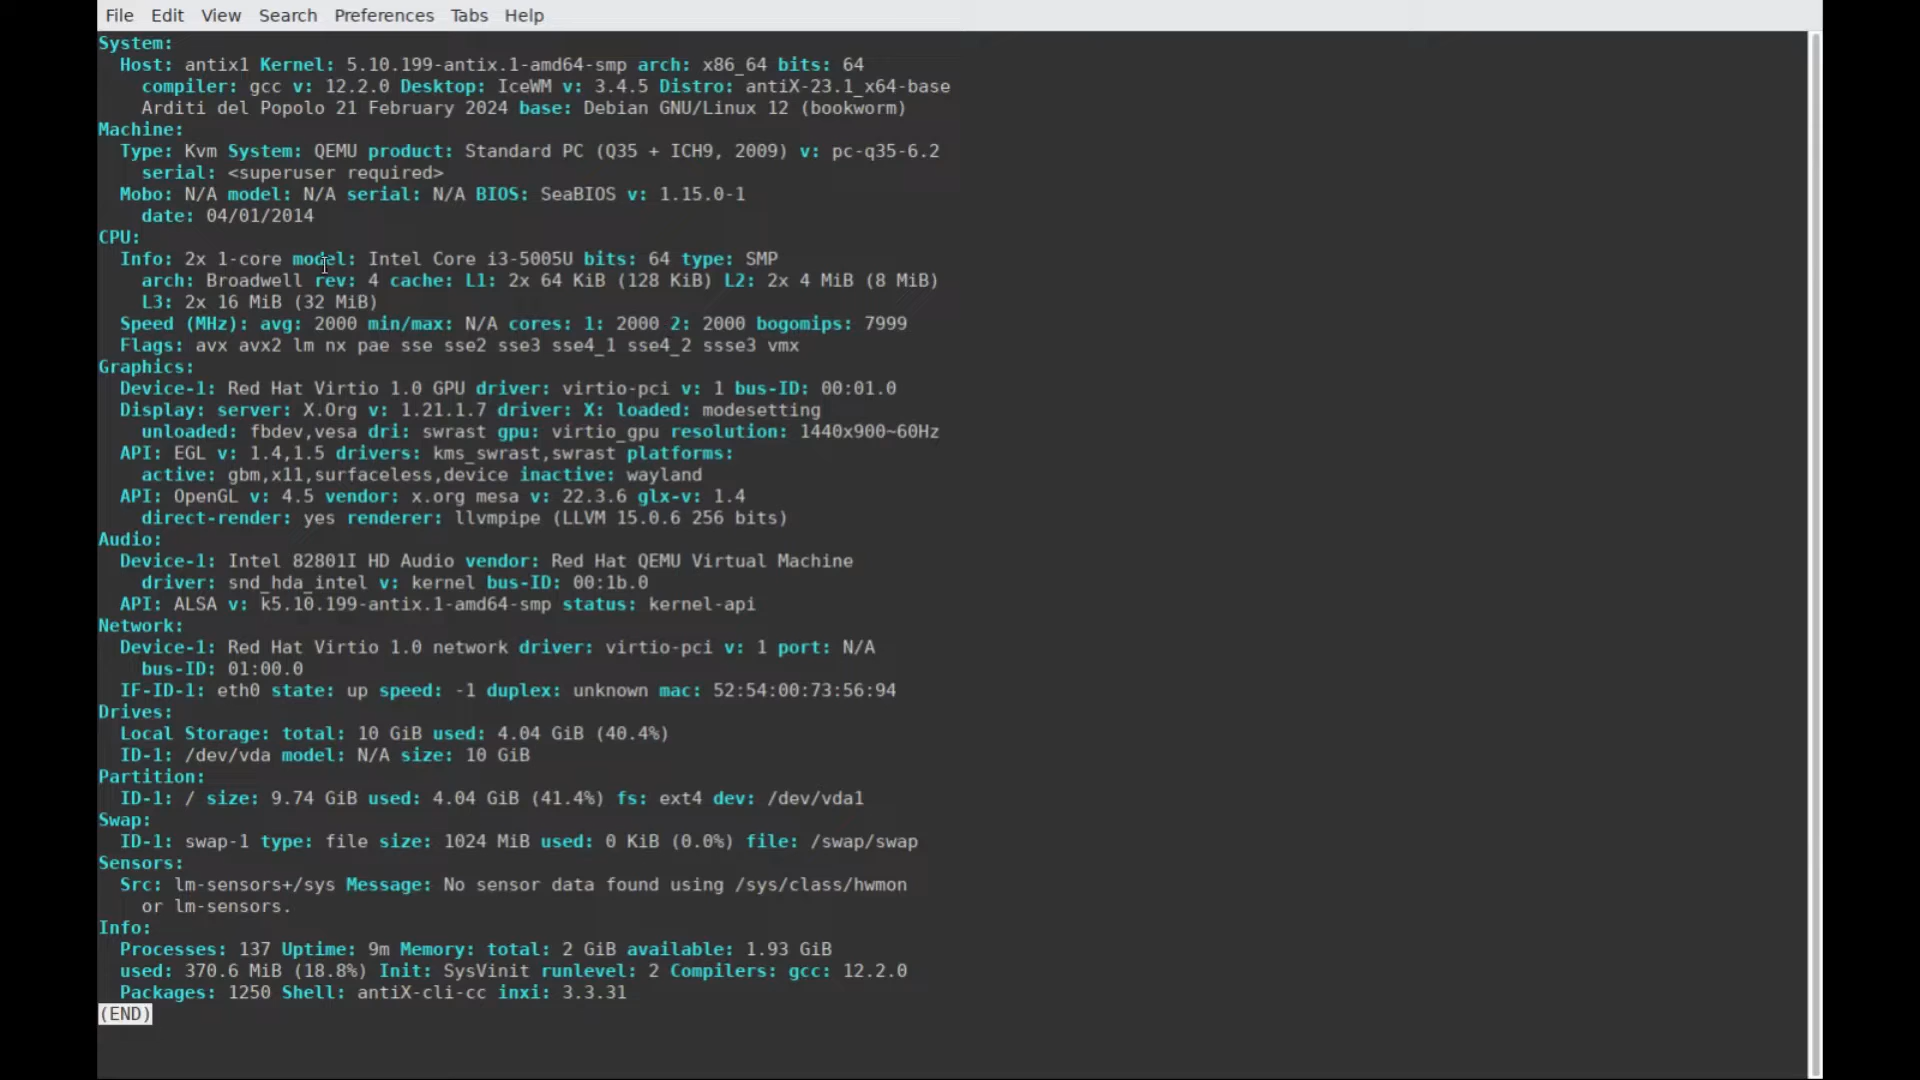 File Edit View Search Preferences Tabs Help
System:
Host: antix1 Kernel: 5.10.199-antix.1-amd64-smp arch: x86_64 bits: 64
compiler: gcc v: 12.2.0 Desktop: IceWM v: 3.4.5 Distro: antiX-23.1_x64-base
Arditi del Popolo 21 February 2024 base: Debian GNU/Linux 12 (bookworm)
Machine:
Type: Kvm System: QEMU product: Standard PC (Q35 + ICH9, 2009) v: pc-q35-6.2
serial: <superuser required>
Mobo: N/A model: N/A serial: N/A BIOS: SeaBIOS v: 1.15.0-1
date: 04/01/2014
CPU:
Info: 2x 1-core model: Intel Core i3-5005U bits: 64 type: SMP
arch: Broadwell rev: 4 cache: L1: 2x 64 KiB (128 KiB) L2: 2x 4 MiB (8 MiB)
L3: 2x 16 MiB (32 MiB)
Speed (MHz): avg: 2000 min/max: N/A cores: 1: 2000 2: 2000 bogomips: 7999
Flags: avx avx2 lm nx pae sse sse2 sse3 sse4_1 sse4_2 ssse3 vmx
Graphics:
Device-1: Red Hat Virtio 1.0 GPU driver: virtio-pci v: 1 bus-ID: 00:01.0
Display: server: X.Org v: 1.21.1.7 driver: X: loaded: modesetting
unloaded: fbdev,vesa dri: swrast gpu: virtio_gpu resolution: 1440x900~60Hz
API: EGL v: 1.4,1.5 drivers: kms_swrast,swrast platforms:
active: gbm,x11,surfaceless,device inactive: wayland
API: OpenGL v: 4.5 vendor: x.org mesa v: 22.3.6 glx-v: 1.4
direct-render: yes renderer: llvmpipe (LLVM 15.0.6 256 bits)
Audio:
Device-1: Intel 82801I HD Audio vendor: Red Hat QEMU Virtual Machine
driver: snd_hda_intel v: kernel bus-ID: 00:1b.0
API: ALSA v: k5.10.199-antix.1-amd64-smp status: kernel-api
Network:
Device-1: Red Hat Virtio 1.0 network driver: virtio-pci v: 1 port: N/A
bus-ID: 01:00.0
IF-ID-1: eth0 state: up speed: -1 duplex: unknown mac: 52:54:00:73:56:94
Drives:
Local Storage: total: 10 GiB used: 4.04 GiB (40.4%)
ID-1: /dev/vda model: N/A size: 10 GiB
Partition:
ID-1: / size: 9.74 GiB used: 4.04 GiB (41.4%) fs: ext4 dev: /dev/vda1
Swap:
ID-1: swap-1 type: file size: 1024 MiB used: 0 KiB (0.0%) file: /swap/swap
Sensors:
Src: lm-sensors+/sys Message: No sensor data found using /sys/class/hwmon
or lm-sensors.
Info:
Processes: 137 Uptime: 9m Memory: total: 2 GiB available: 1.93 GiB
used: 370.6 MiB (18.8%) Init: SysVinit runlevel: 2 Compilers: gcc: 12.2.0
Packages: 1250 Shell: antiX-cli-cc inxi: 3.3.31
(END)